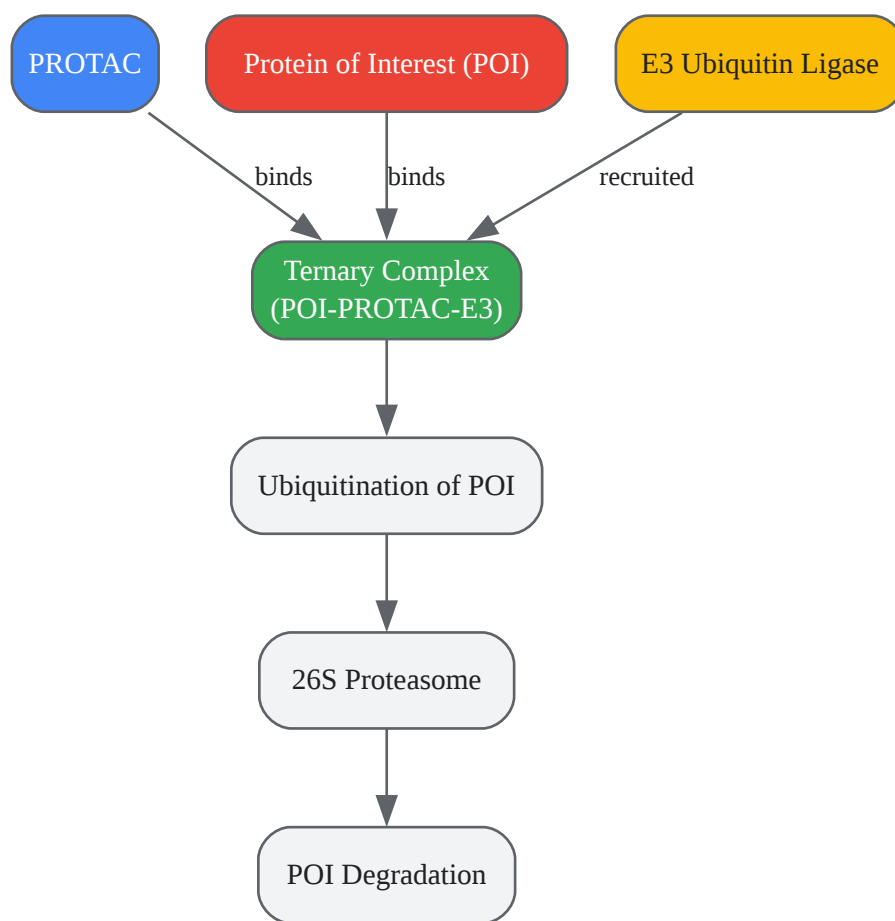 PROTAC
Protein of Interest (POI)
E3 Ubiquitin Ligase
binds
binds
recruited
Ternary Complex
(POI-PROTAC-E3)
Ubiquitination of POI
26S Proteasome
POI Degradation